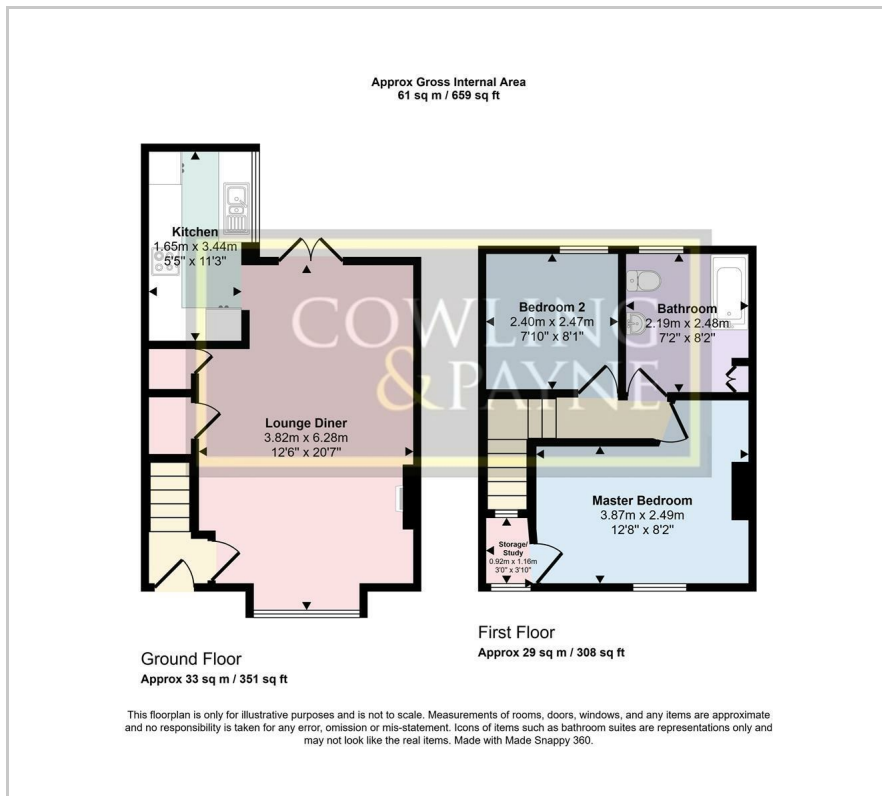 Approx Gross Internal Area
61 sq m / 659 sq ft
Kitchen
1.65m x 3.44m
5'5" x 11'3"
COWLING
&PAYNE
Lounge Diner
3.82m x 6.28m
12'6" x 20'7"
Bedroom 2
2.40m x 2.47m
7'10" x 8'1"
Bathroom
2.19m x 2.48m
7'2" x 8'2"
Master Bedroom
3.87m x 2.49m
12'8" x 8'2"
Storage/
Study
0.92m x 1.16m
3'0" x 3'10"
Ground Floor
Approx 33 sq m / 351 sq ft
First Floor
Approx 29 sq m / 308 sq ft
This floorplan is only for illustrative purposes and is not to scale. Measurements of rooms, doors, windows, and any items are approximate
and no responsibility is taken for any error, omission or mis-statement. Icons of items such as bathroom suites are representations only and
may not look like the real items. Made with Made Snappy 360.